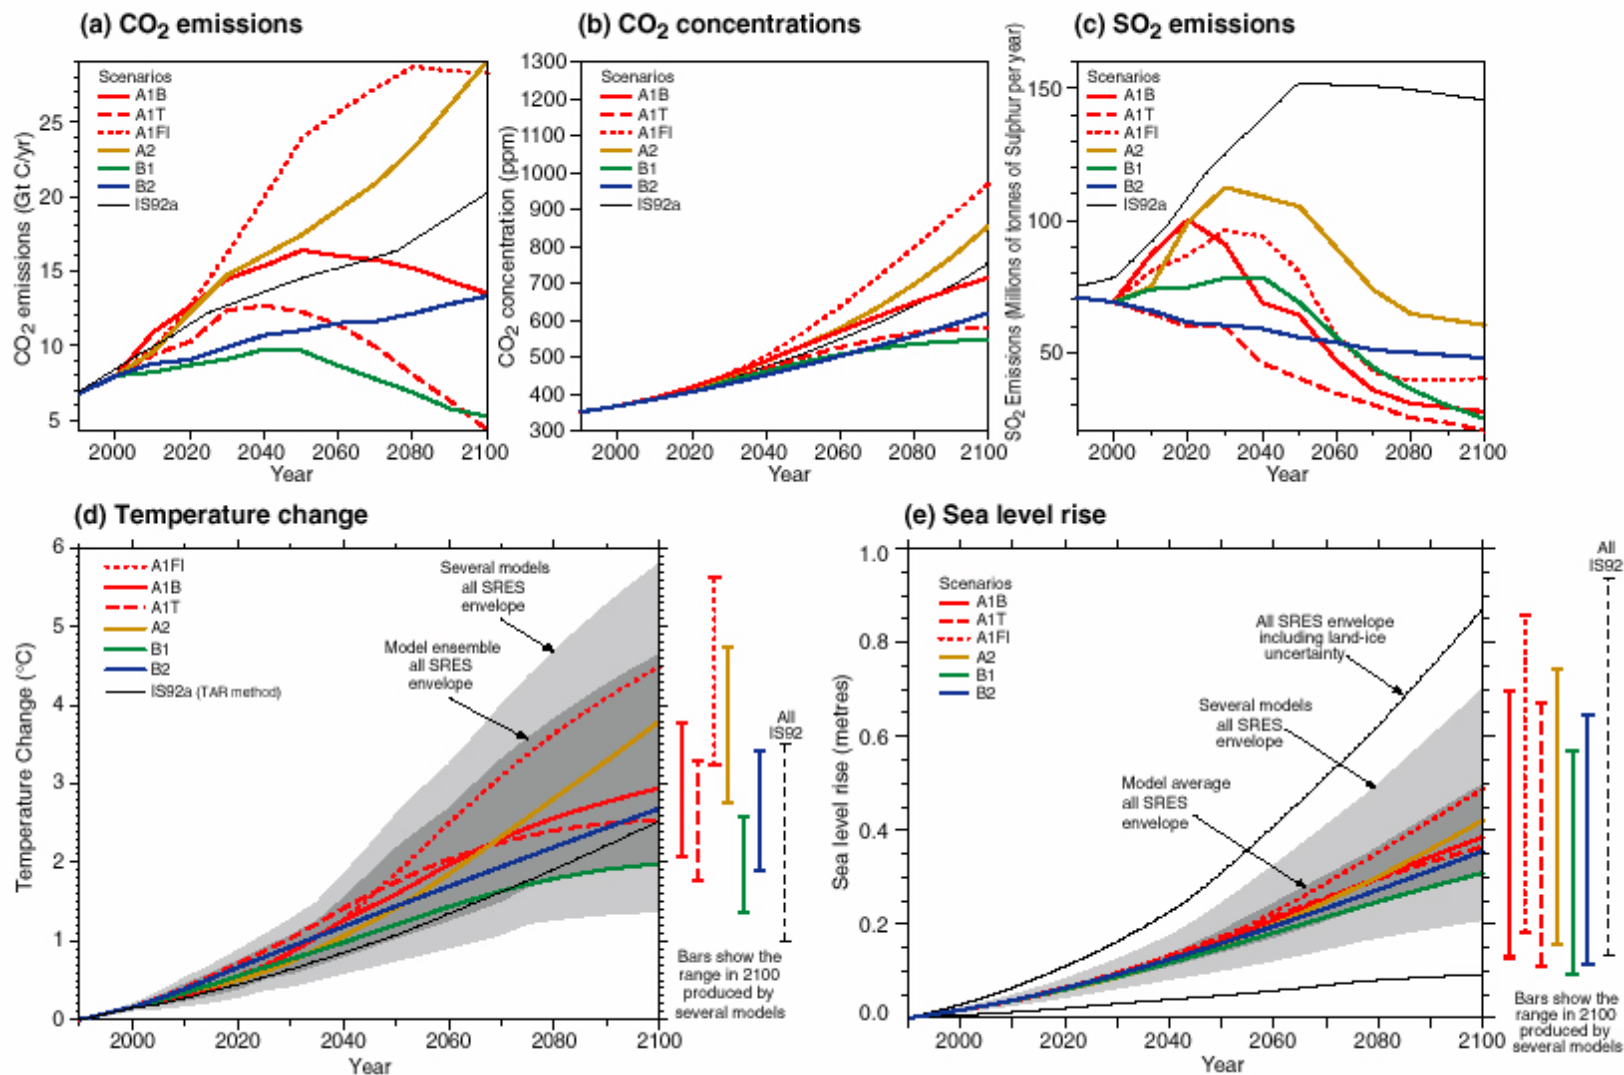 (a) CO2 emissions
Scenarios
A1B
A1T
A1FI
A2
B1
B2
IS92a
CO2 emissions (Gt C/yr)
25
20
15
10
5
2000 2020 2040 2060 2080 2100
Year
(b) CO2 concentrations
Scenarios
A1B
A1T
A1FI
A2
B1
B2
IS92a
CO2 concentration (ppm)
1300
1200
1100
1000
900
800
700
600
500
400
300
2000 2020 2040 2060 2080 2100
Year
(c) SO2 emissions
Scenarios
A1B
A1T
A1FI
A2
B1
B2
IS92a
SO2 Emissions (Millions of tonnes of Sulphur per year)
150
100
50
2000 2020 2040 2060 2080 2100
Year
(d) Temperature change
A1FI
A1B
A1T
A2
B1
B2
IS92a (TAR method)
Several models
all SRES
envelope
Model ensemble
all SRES
envelope
Temperature Change (°C)
6
5
4
3
2
1
0
2000 2020 2040 2060 2080 2100
Year
All
IS92
Bars show the
range in 2100
produced by
several models
(e) Sea level rise
Scenarios
A1B
A1T
A1FI
A2
B1
B2
All SRES envelope
including land-ice
uncertainty
Several models
all SRES
envelope
Model average
all SRES
envelope
Sea level rise (metres)
1.0
0.8
0.6
0.4
0.2
0.0
2000 2020 2040 2060 2080 2100
Year
All
IS92
Bars show the
range in 2100
produced by
several models